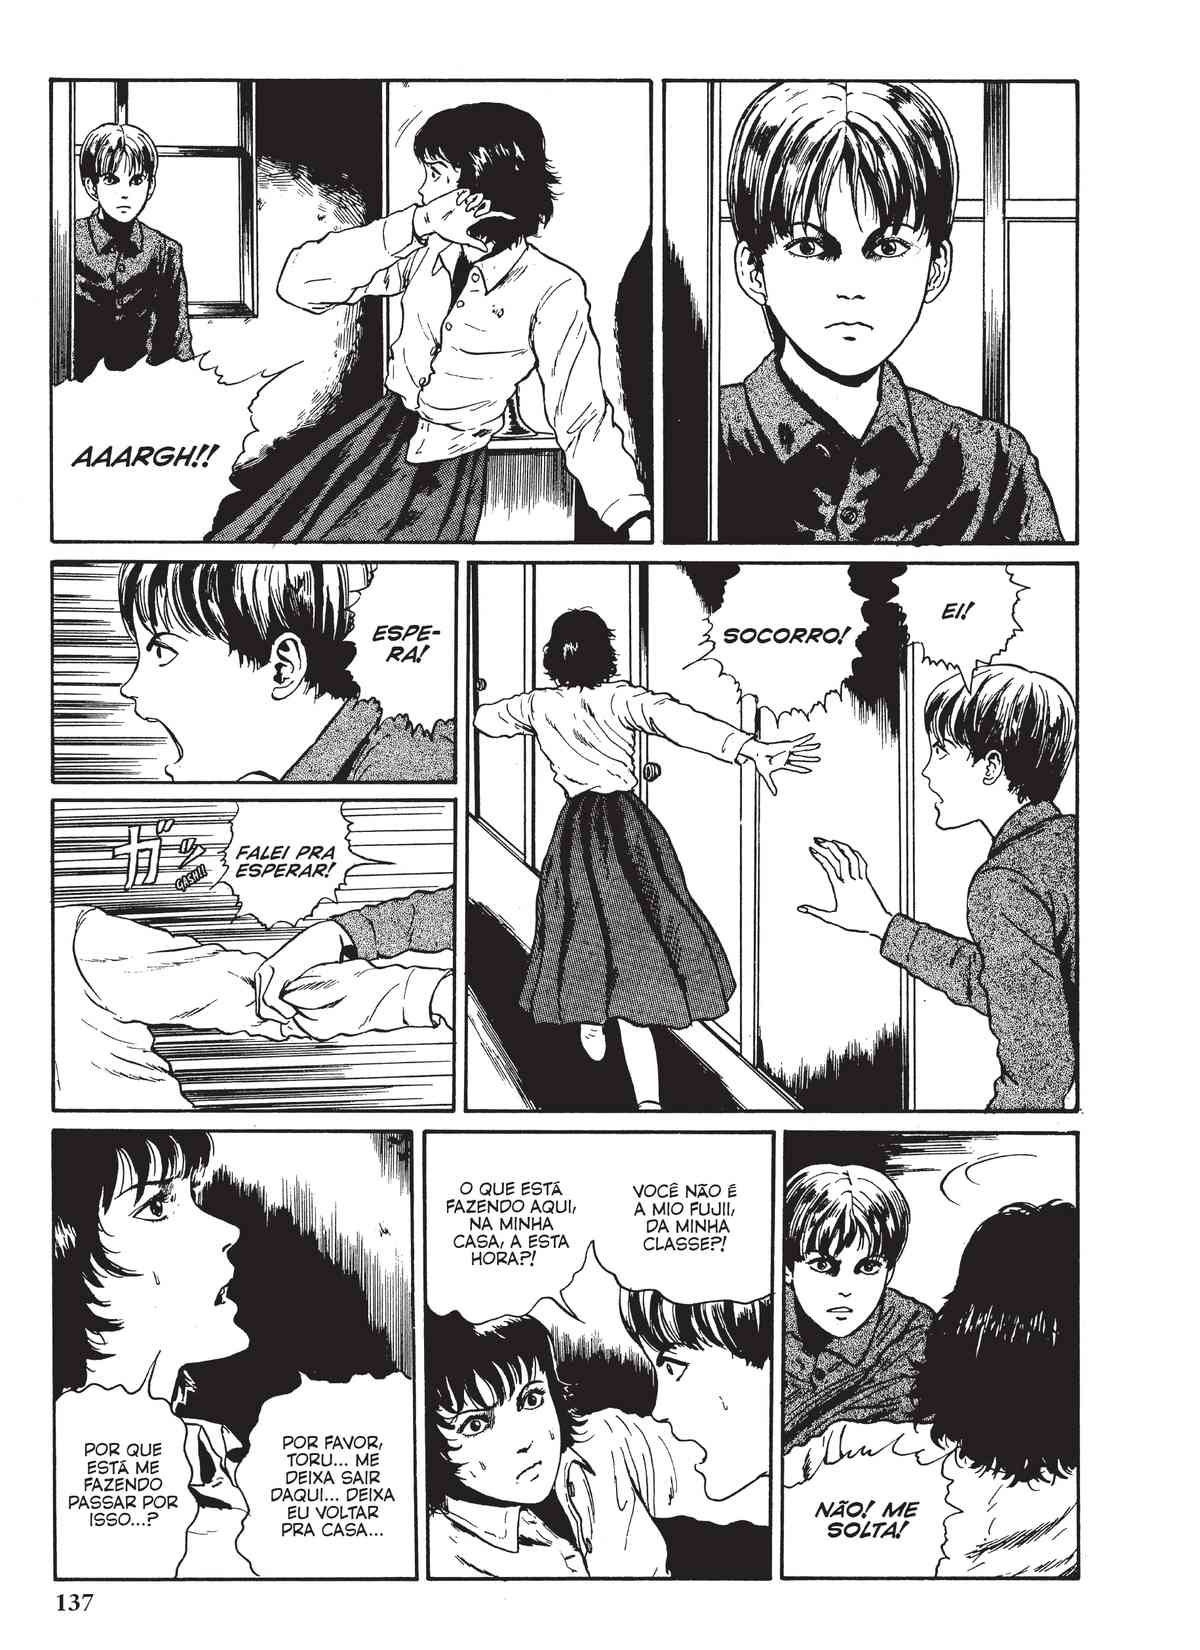 AAARGH!!
EI!
SOCORRO!
ESPE-
RA!
FALEI PRA
ESPERAR!
ガッ
GASH!!
NÃO! ME
SOLTA!
VOCÊ NÃO É
A MIO FUJII,
DA MINHA
CLASSE?!
O QUE ESTÁ
FAZENDO AQUI,
NA MINHA
CASA, A ESTA
HORA?!
POR FAVOR,
TORU... ME
DEIXA SAIR
DAQUI... DEIXA
EU VOLTAR
PRA CASA...
POR QUE
ESTÁ ME
FAZENDO
PASSAR POR
ISSO...?
137